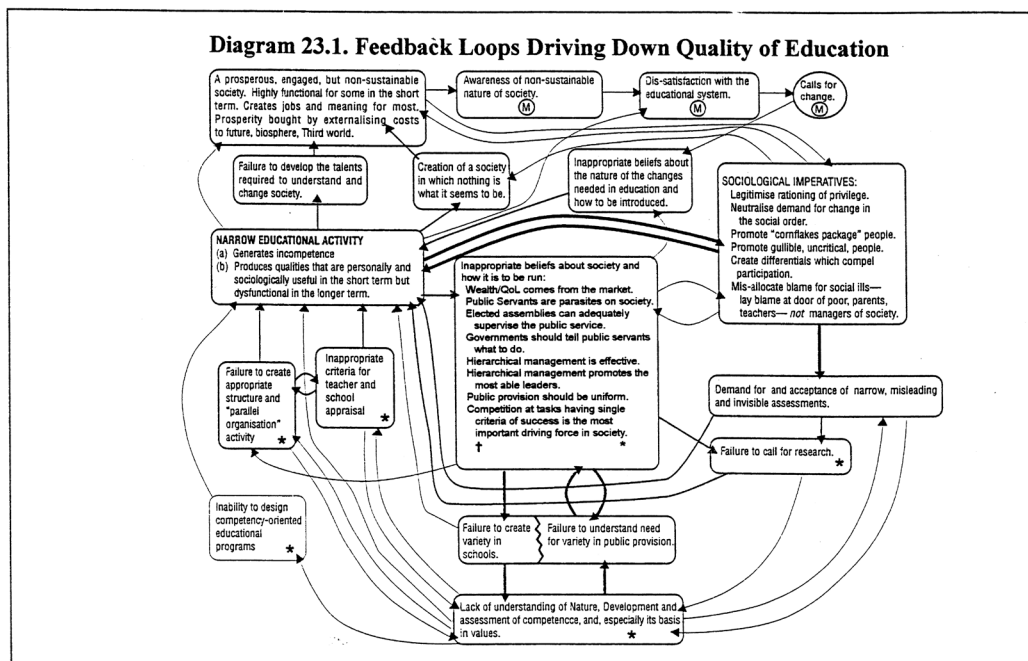 Diagram 23.1. Feedback Loops Driving Down Quality of Education
A prosperous, engaged, but non-sustainable
society. Highly functional for some in the short
term. Creates jobs and meaning for most.
Prosperity bought by externalising costs
to future, biosphere, Third world.
Awareness of non-sustainable
nature of society.
M
Dis-satisfaction with the
educational system.
M
Calls for
change.
M
Failure to develop the talents
required to understand and
change society.
Creation of a society
in which nothing is
what it seems to be.
Inappropriate beliefs about
the nature of the changes
needed in education and
how to be introduced.
SOCIOLOGICAL IMPERATIVES:
Legitimise rationing of privilege.
Neutralise demand for change in
the social order.
Promote "cornflakes package" people.
Promote gullible, uncritical, people.
Create differentials which compel
participation.
Mis-allocate blame for social ills—
lay blame at door of poor, parents,
teachers— not managers of society.
NARROW EDUCATIONAL ACTIVITY
(a) Generates incompetence
(b) Produces qualities that are personally and
sociologically useful in the short term but
dysfunctional in the longer term.
Inappropriate beliefs about society and
how it is to be run:
Wealth/QoL comes from the market.
Public Servants are parasites on society.
Elected assemblies can adequately
supervise the public service.
Governments should tell public servants
what to do.
Hierarchical management is effective.
Hierarchical management promotes the
most able leaders.
Public provision should be uniform.
Competition at tasks having single
criteria of success is the most
important driving force in society.
† *
Failure to create
appropriate
structure and
"parallel
organisation"
activity *
Inappropriate
criteria for
teacher and
school
appraisal *
Demand for and acceptance of narrow, misleading
and invisible assessments.
Failure to call for research. *
Inability to design
competency-oriented
educational
programs *
Failure to create
variety in
schools.
Failure to understand need
for variety in public provision.
Lack of understanding of Nature, Development and
assessment of competencce, and, especially its basis
in values. *